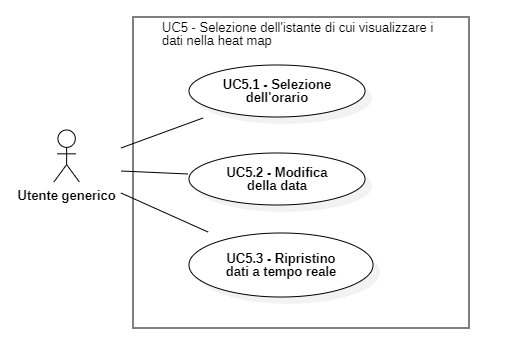 UC5 - Selezione dell'istante di cui visualizzare i
dati nella heat map
UC5.1 - Selezione
dell'orario
Utente generico
UC5.2 - Modifica
della data
UC5.3 - Ripristino
dati a tempo reale